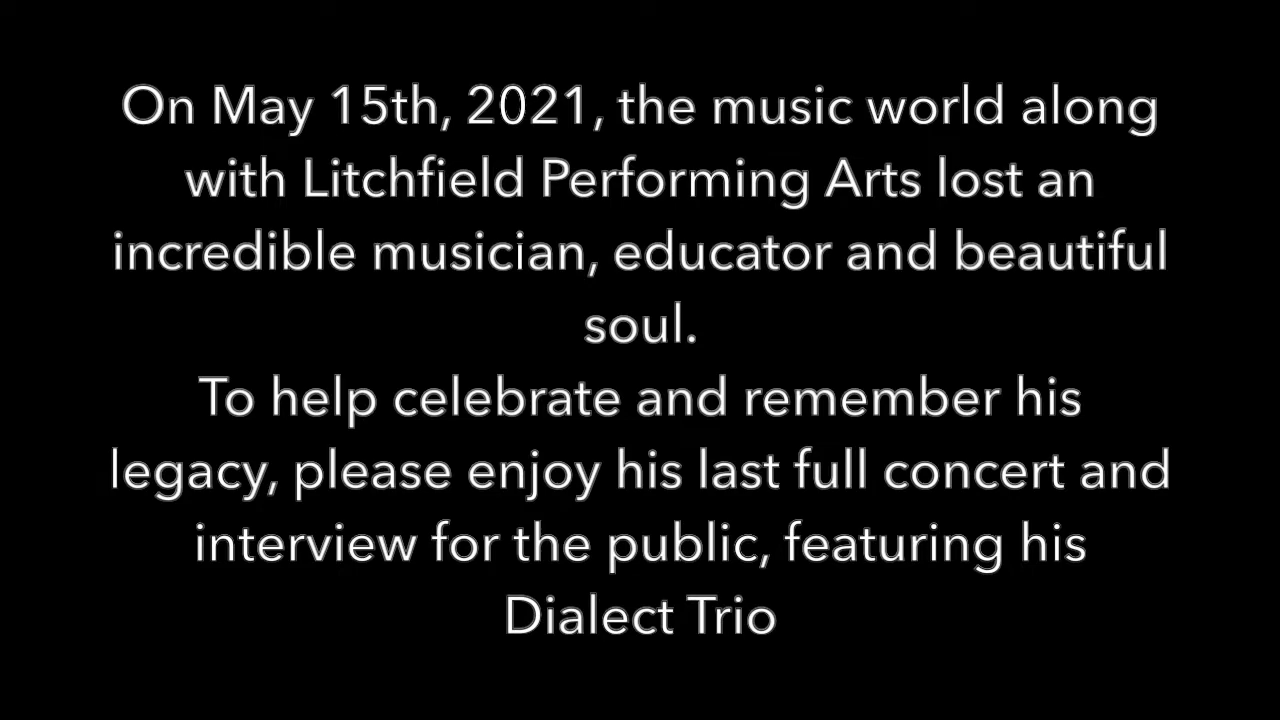 On May 15th, 2021, the music world along
with Litchfield Performing Arts lost an
incredible musician, educator and beautiful
soul.
To help celebrate and remember his
legacy, please enjoy his last full concert and
interview for the public, featuring his
Dialect Trio